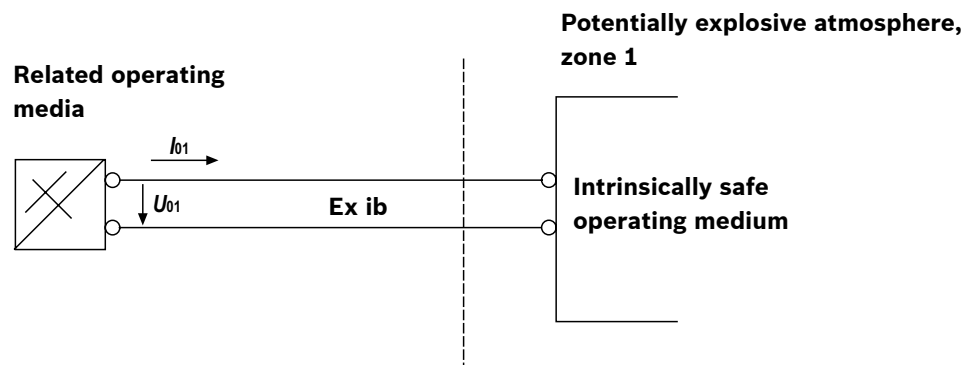 Potentially explosive atmosphere,
zone 1
Related operating
media
I01
U01
Ex ib
Intrinsically safe
operating medium